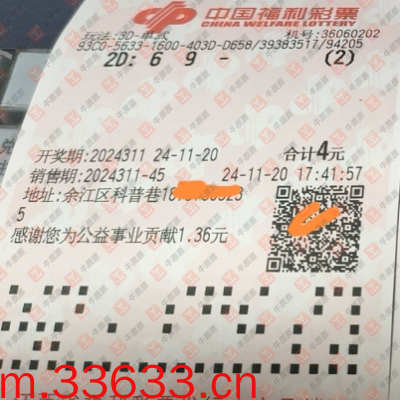 中国福利彩票
CHINA WELFARE LOTTERY
玩法:3D-单式 机号:36060202
93C0-5633-1600-403D-D658/39383517/94205
2D: 6 9 - (2)
开奖期:2024311 24-11-20 合计4元
销售期:2024311-45 24-11-20 17:41:57
地址:余江区科普巷
5
感谢您为公益事业贡献1.36元
m.33633.cn